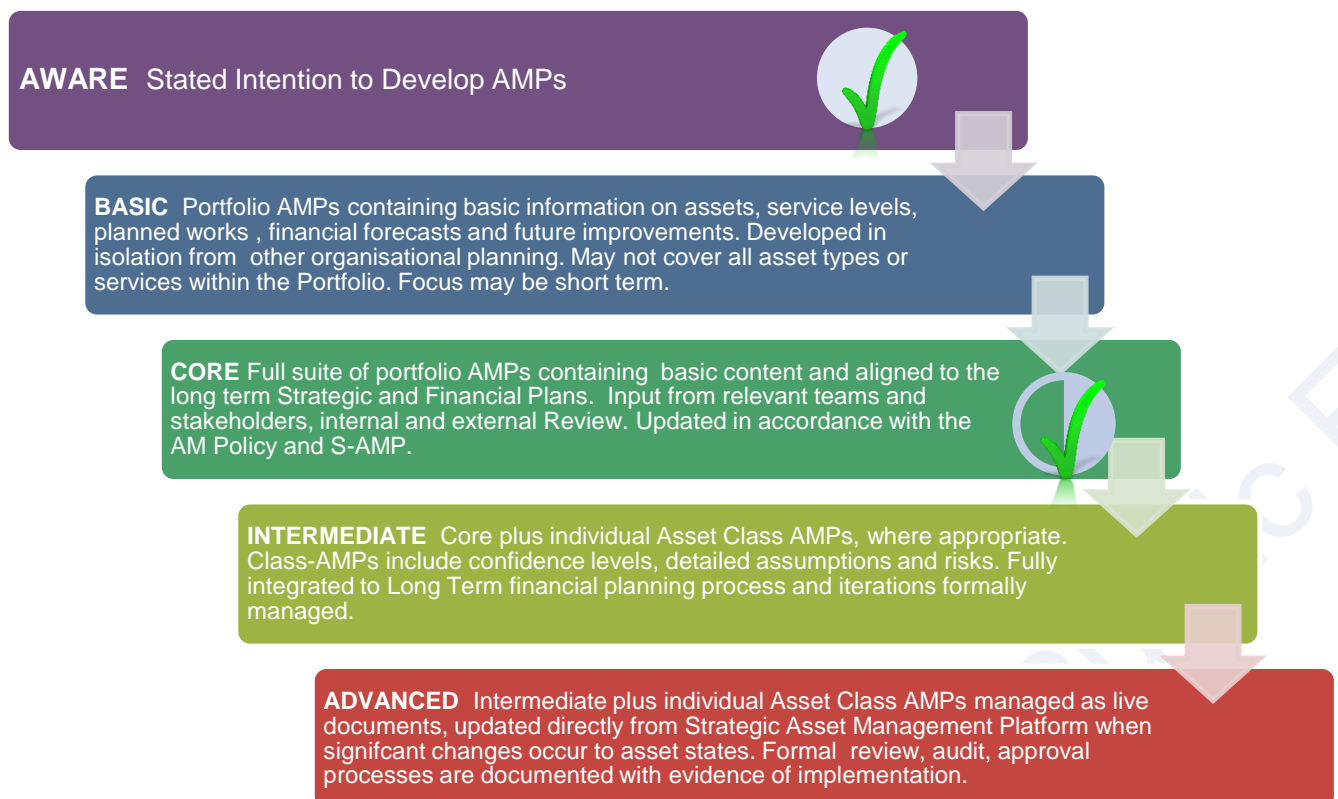 AWARE Stated Intention to Develop AMPs
BASIC Portfolio AMPs containing basic information on assets, service levels,
planned works , financial forecasts and future improvements. Developed in
isolation from other organisational planning. May not cover all asset types or
services within the Portfolio. Focus may be short term.
CORE Full suite of portfolio AMPs containing basic content and aligned to the
long term Strategic and Financial Plans. Input from relevant teams and
stakeholders, internal and external Review. Updated in accordance with the
AM Policy and S-AMP.
INTERMEDIATE Core plus individual Asset Class AMPs, where appropriate.
Class-AMPs include confidence levels, detailed assumptions and risks. Fully
integrated to Long Term financial planning process and iterations formally
managed.
ADVANCED Intermediate plus individual Asset Class AMPs managed as live
documents, updated directly from Strategic Asset Management Platform when
signifcant changes occur to asset states. Formal review, audit, approval
processes are documented with evidence of implementation.